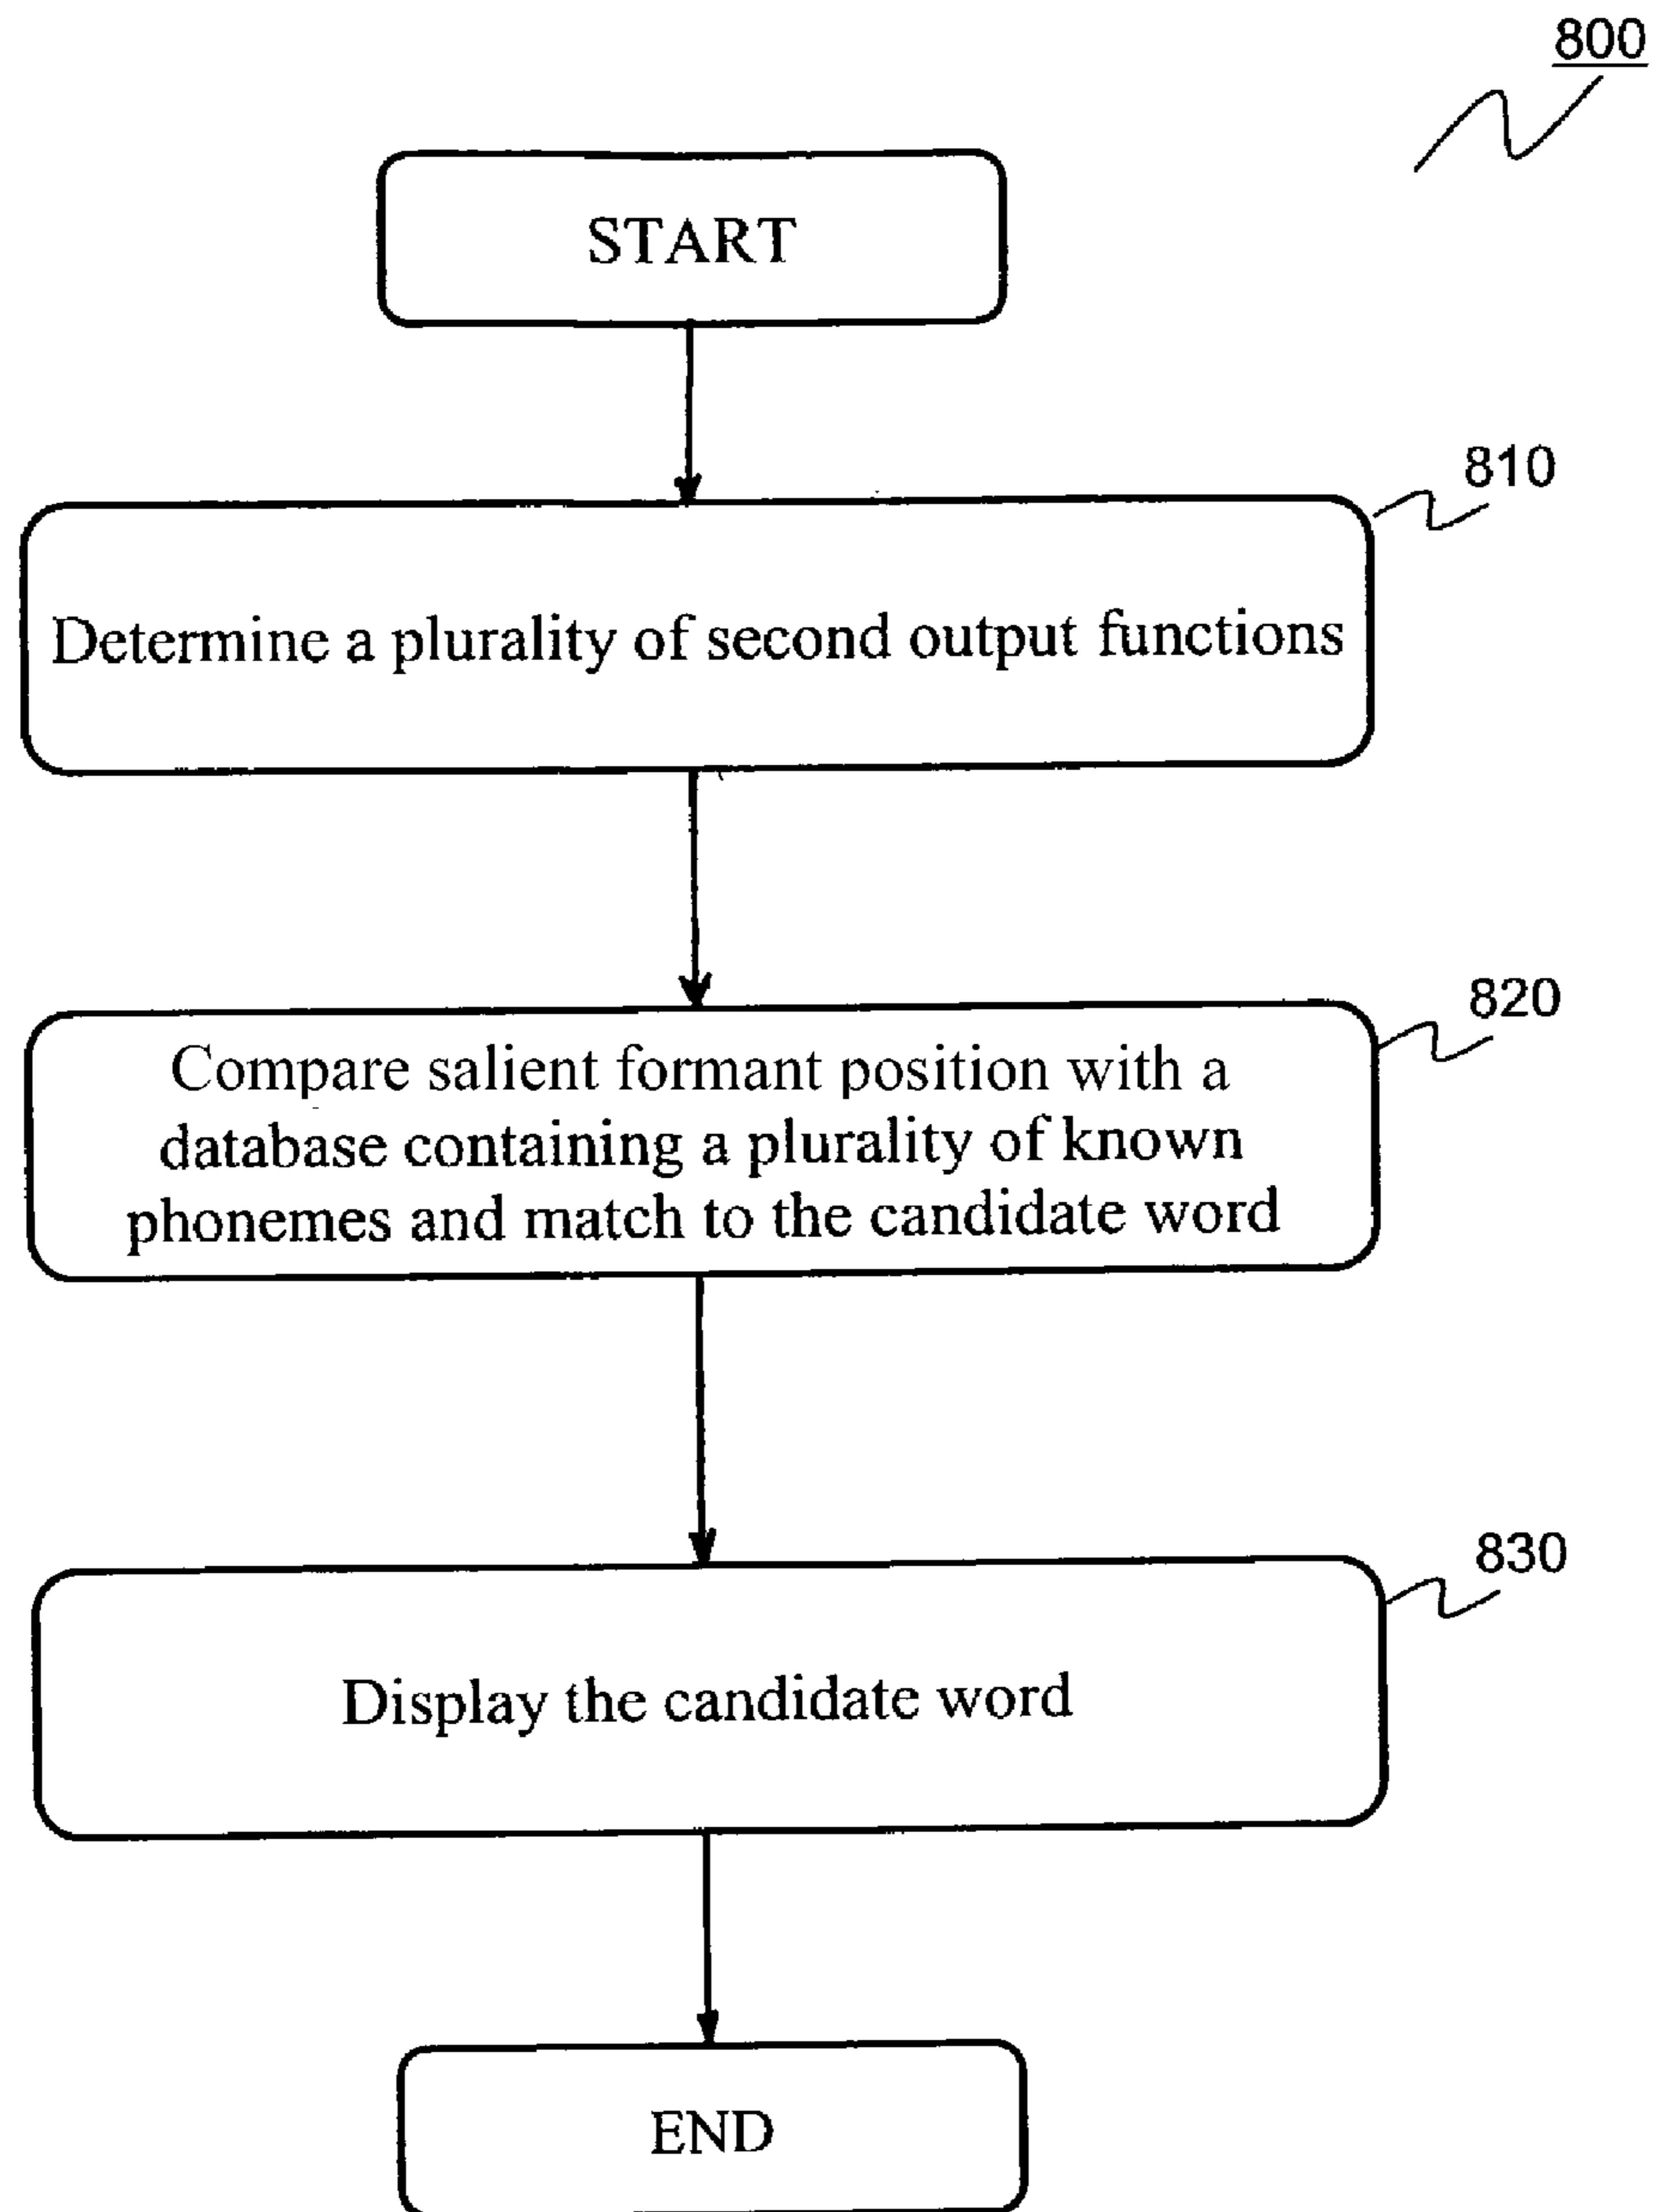 800
START
810
Determine a plurality of second output functions
820
Compare salient formant position with a
database containing a plurality of known
phonemes and match to the candidate word
830
Display the candidate word
END